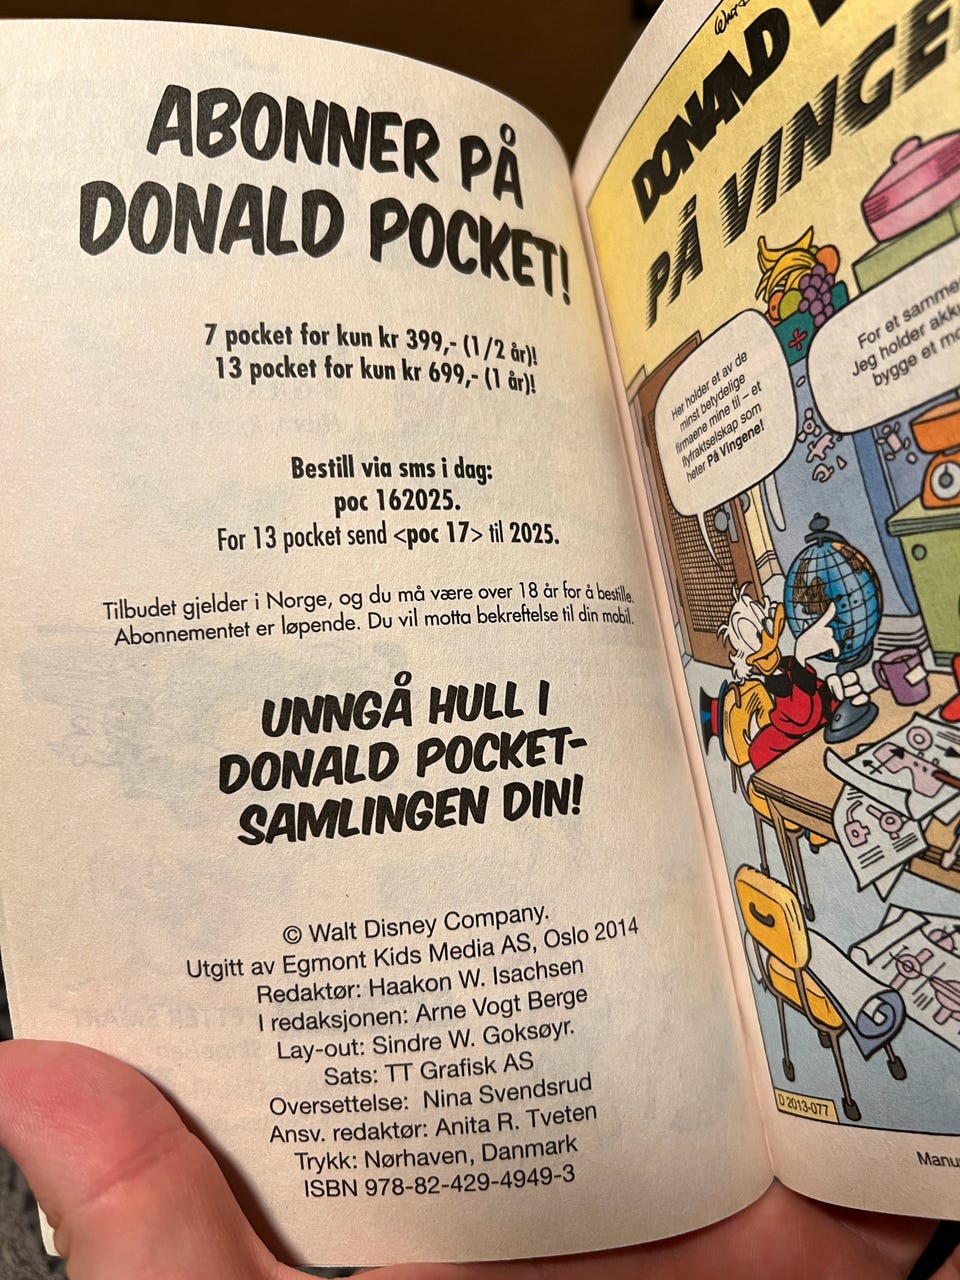 ABONNER PÅ
DONALD POCKET!
7 pocket for kun kr 399,- (1/2 år)!
13 pocket for kun kr 699,- (1 år)!
Bestill via sms i dag:
poc 162025.
For 13 pocket send <poc 17> til 2025.
Tilbudet gjelder i Norge, og du må være over 18 år for å bestille.
Abonnementet er løpende. Du vil motta bekreftelse til din mobil.
UNNGÅ HULL I
DONALD POCKET-
SAMLINGEN DIN!
© Walt Disney Company.
Utgitt av Egmont Kids Media AS, Oslo 2014
Redaktør: Haakon W. Isachsen
I redaksjonen: Arne Vogt Berge
Lay-out: Sindre W. Goksøyr.
Sats: TT Grafisk AS
Oversettelse: Nina Svendsrud
Ansv. redaktør: Anita R. Tveten
Trykk: Nørhaven, Danmark
ISBN 978-82-429-4949-3
DONALD
PÅ VINGE
Her holder et av de
minst betydelige
firmaene mine til – et
flyfraktselskap som
heter På Vingene!
For et samme
Jeg holder akku
bygge et mo
D 2013-077
Manus